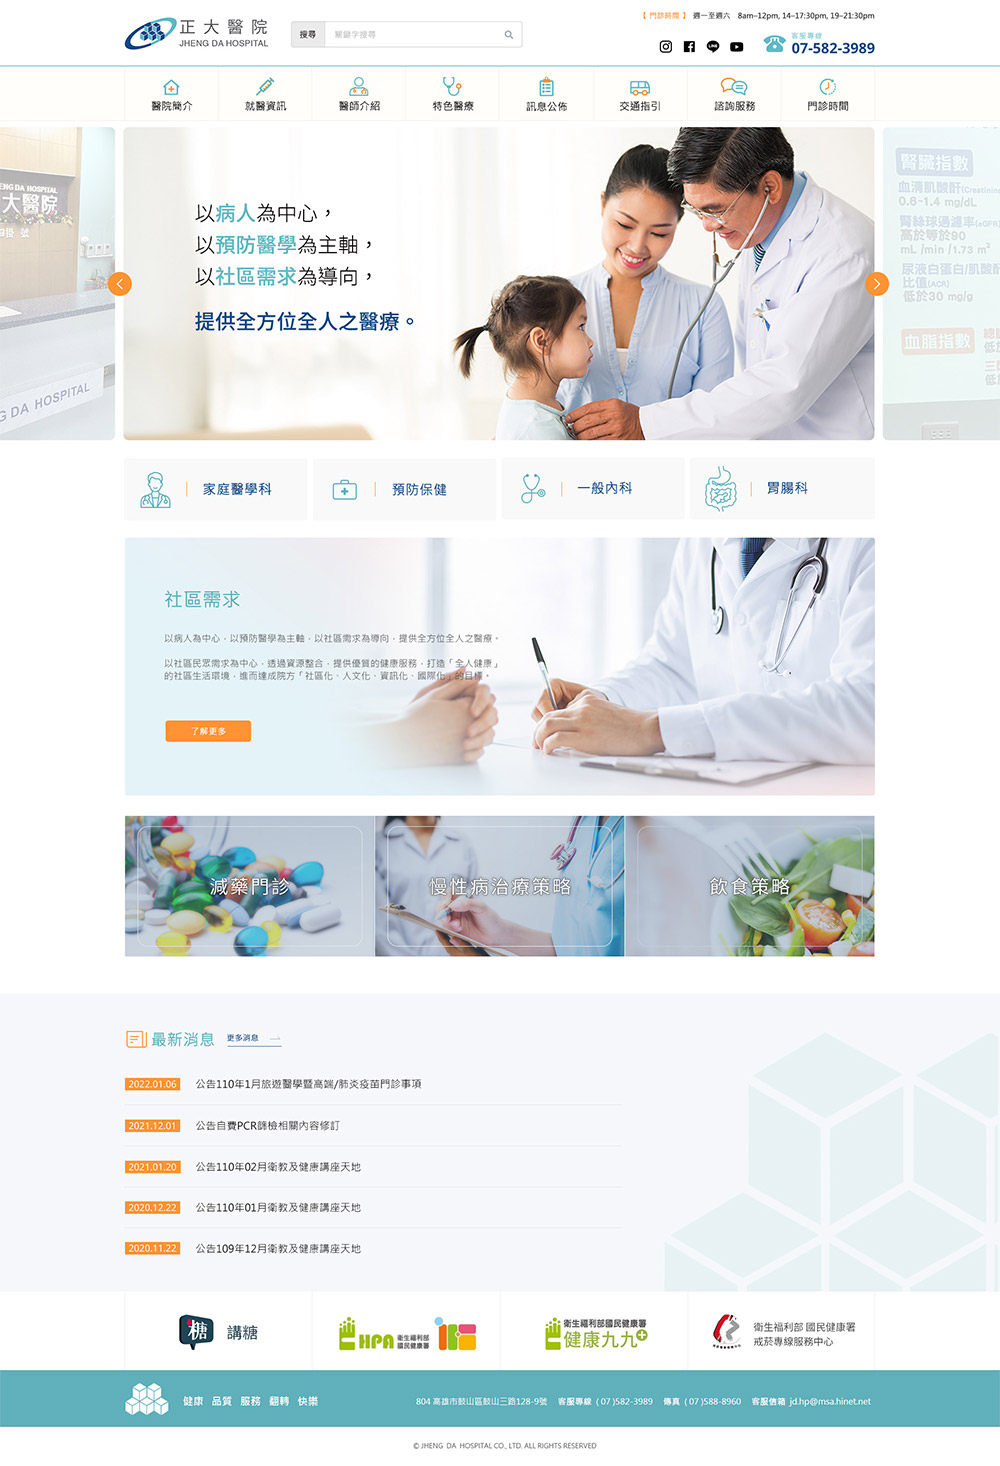 正大醫院
JHENG DA HOSPITAL
搜尋 關鍵字搜尋
【 門診時間 】 週一至週六 8am–12pm, 14–17:30pm, 19–21:30pm
客服專線
07-582-3989
醫院簡介 就醫資訊 醫師介紹 特色醫療 訊息公佈 交通指引 諮詢服務 門診時間
ENG DA HOSPITAL
大醫院
掛 號
G DA HOSPITAL
以病人為中心，
以預防醫學為主軸，
以社區需求為導向，
提供全方位全人之醫療。
腎臟指數
血清肌酸酐(Creatinine
0.6~1.4 mg/dL
腎絲球過濾率(eGFR)
高於等於90
mL /min /1.73 m²
尿液白蛋白/肌酸酐
比值(ACR)
低於30 mg/g
血脂指數
家庭醫學科 預防保健 一般內科 胃腸科
社區需求
以病人為中心，以預防醫學為主軸，以社區需求為導向，提供全方位全人之醫療。
以社區民眾需求為中心，透過資源整合，提供優質的健康服務，打造「全人健康」
的社區生活環境，進而達成院方「社區化、人文化、資訊化、國際化」的目標。
了解更多
減藥門診 慢性病治療策略 飲食策略
最新消息 更多消息
2022.01.06 公告110年1月旅遊醫學暨高端/肺炎疫苗門診事項
2021.12.01 公告自費PCR篩檢相關內容修訂
2021.01.20 公告110年02月衛教及健康講座天地
2020.12.22 公告110年01月衛教及健康講座天地
2020.11.22 公告109年12月衛教及健康講座天地
糖 講糖
HPA 衛生福利部
國民健康署
衛生福利部國民健康署
健康九九+
衛生福利部 國民健康署
戒菸專線服務中心
健康 品質 服務 翻轉 快樂
804 高雄市鼓山區鼓山三路128-9號 客服專線 ( 07 )582-3989 傳真 ( 07 )588-8960 客服信箱 jd.hp@msa.hinet.net
© JHENG DA HOSPITAL CO., LTD. ALL RIGHTS RESERVED